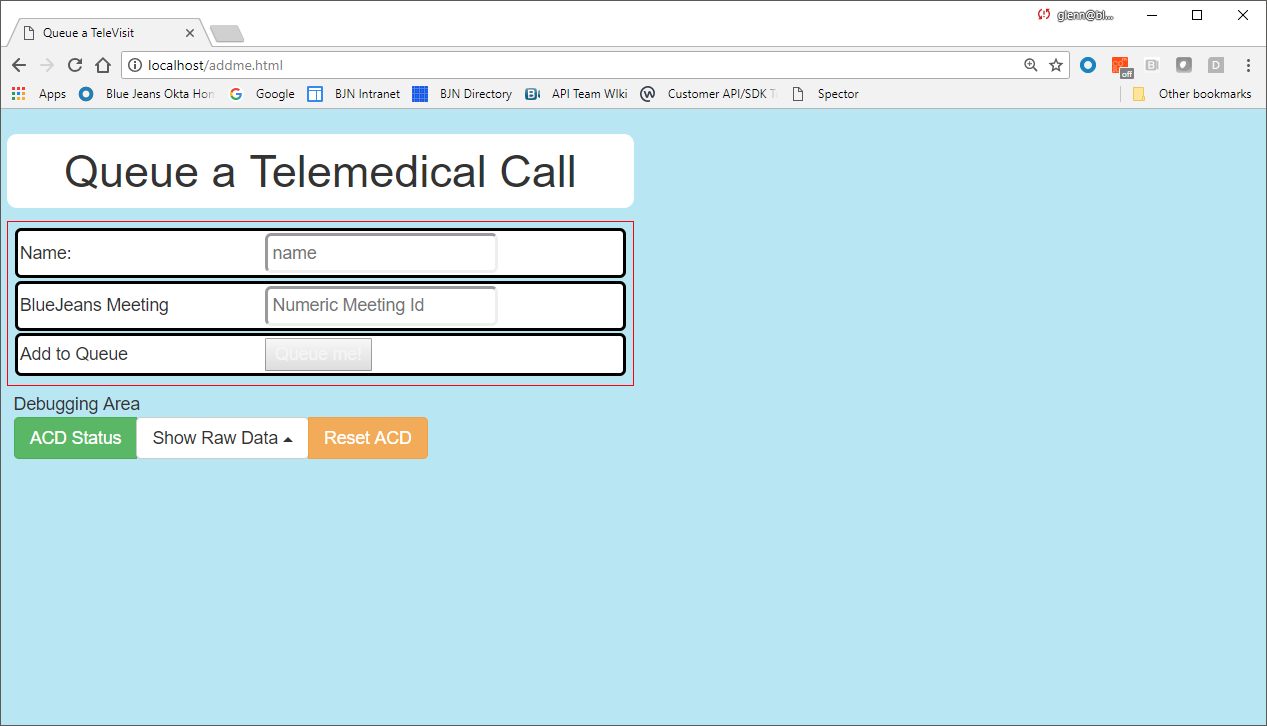 glenn@bl...
Queue a TeleVisit
localhost/addme.html
off
B
D
Apps Blue Jeans Okta Hon Google BJN Intranet BJN Directory API Team WIki Customer API/SDK Te Spector Other bookmarks
Queue a Telemedical Call
Name: name
BlueJeans Meeting Numeric Meeting Id
Add to Queue Queue me!
Debugging Area
ACD Status Show Raw Data Reset ACD